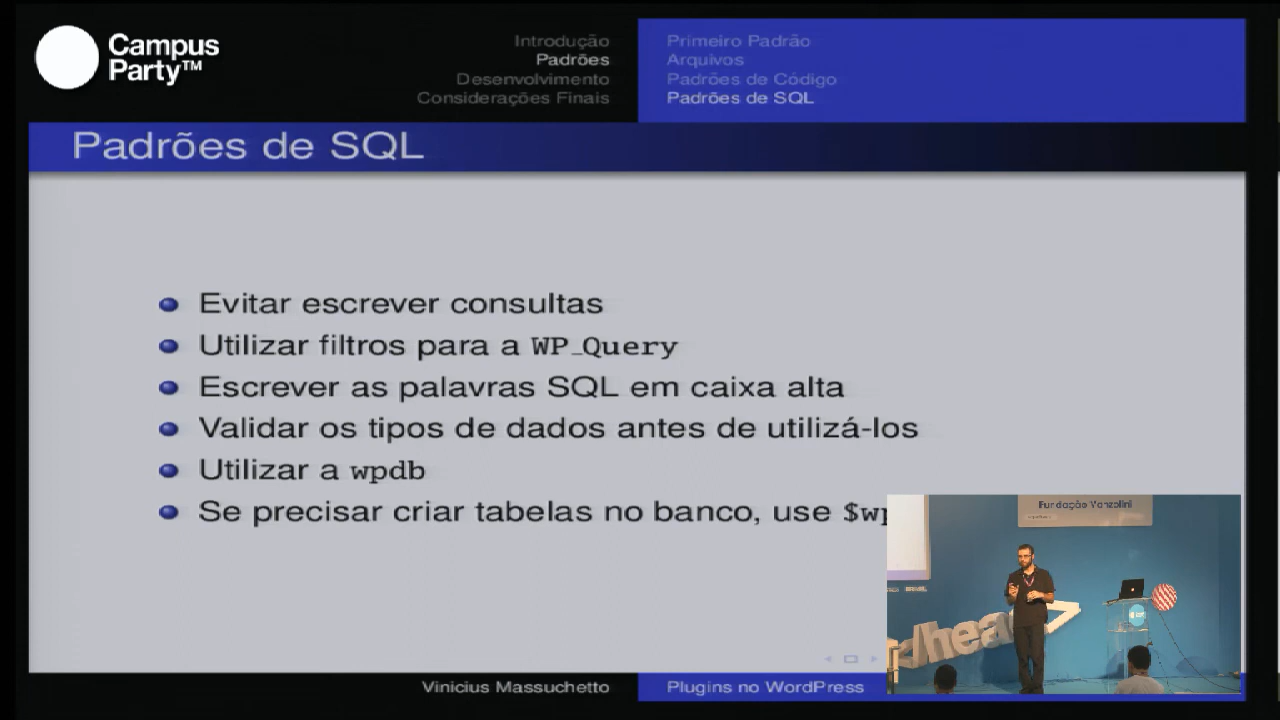 Campus
Party™
Introdução
Padrões
Desenvolvimento
Considerações Finais
Primeiro Padrão
Arquivos
Padrões de Código
Padrões de SQL
Padrões de SQL
Evitar escrever consultas
Utilizar filtros para a WP_Query
Escrever as palavras SQL em caixa alta
Validar os tipos de dados antes de utilizá-los
Utilizar a wpdb
Se precisar criar tabelas no banco, use $wp
Fundação Vanzolini
/hea
Vinicius Massuchetto
Plugins no WordPress